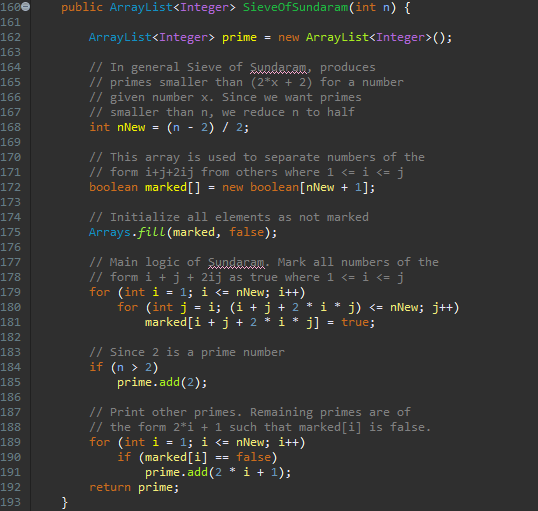 160 public ArrayList<Integer> SieveOfSundaram(int n) {
161
162 ArrayList<Integer> prime = new ArrayList<Integer>();
163
164 // In general Sieve of Sundaram, produces
165 // primes smaller than (2*x + 2) for a number
166 // given number x. Since we want primes
167 // smaller than n, we reduce n to half
168 int nNew = (n - 2) / 2;
169
170 // This array is used to separate numbers of the
171 // form i+j+2ij from others where 1 <= i <= j
172 boolean marked[] = new boolean[nNew + 1];
173
174 // Initialize all elements as not marked
175 Arrays.fill(marked, false);
176
177 // Main logic of Sundaram. Mark all numbers of the
178 // form i + j + 2ij as true where 1 <= i <= j
179 for (int i = 1; i <= nNew; i++)
180 for (int j = i; (i + j + 2 * i * j) <= nNew; j++)
181 marked[i + j + 2 * i * j] = true;
182
183 // Since 2 is a prime number
184 if (n > 2)
185 prime.add(2);
186
187 // Print other primes. Remaining primes are of
188 // the form 2*i + 1 such that marked[i] is false.
189 for (int i = 1; i <= nNew; i++)
190 if (marked[i] == false)
191 prime.add(2 * i + 1);
192 return prime;
193 }